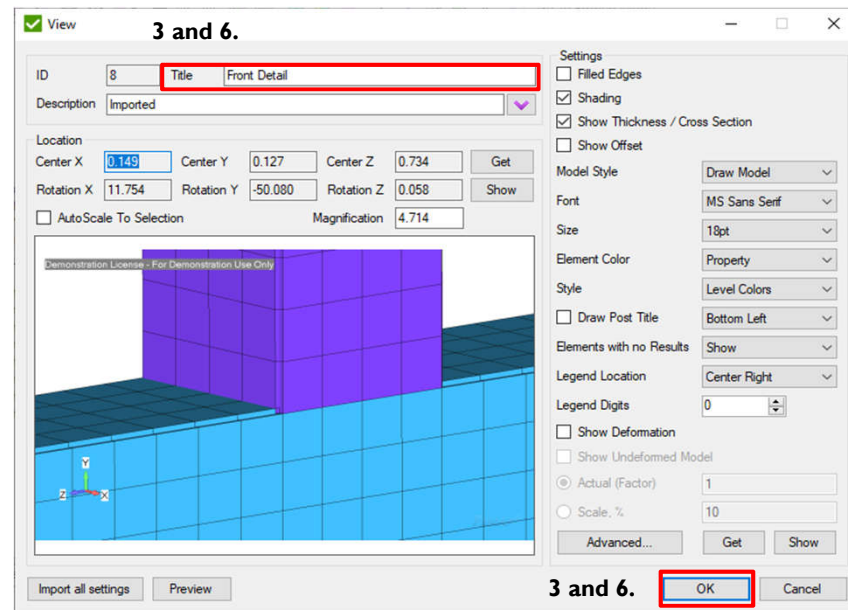 View
3 and 6.
ID 8 Title Front Detail
Description Imported
Location
Center X 0.149 Center Y 0.127 Center Z 0.734 Get
Rotation X 11.754 Rotation Y -50.080 Rotation Z 0.058 Show
AutoScale To Selection Magnification 4.714
Demonstration License - For Demonstration Use Only
Y
Z X
Settings
Filled Edges
Shading
Show Thickness / Cross Section
Show Offset
Model Style Draw Model
Font MS Sans Serif
Size 18pt
Element Color Property
Style Level Colors
Draw Post Title Bottom Left
Elements with no Results Show
Legend Location Center Right
Legend Digits 0
Show Deformation
Show Undeformed Model
Actual (Factor) 1
Scale, % 10
Advanced... Get Show
Import all settings Preview 3 and 6. OK Cancel